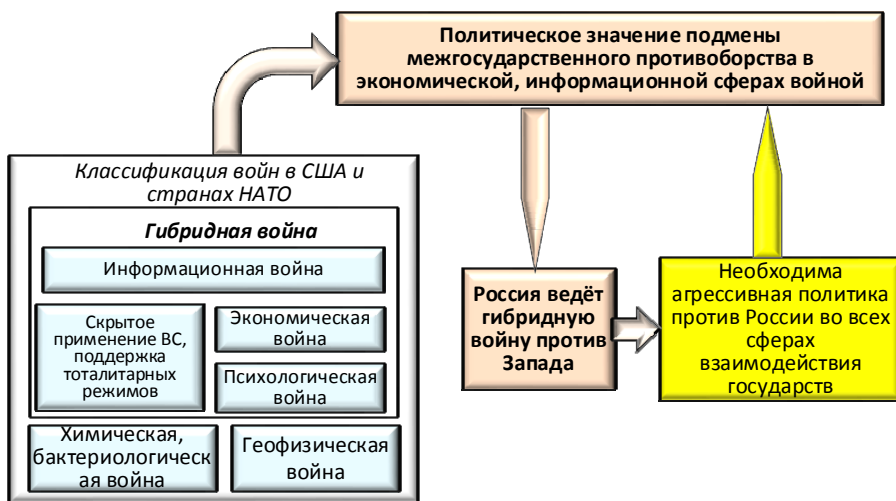 Политическое значение подмены
межгосударственного противоборства в
экономической, информационной сферах войной
Классификация войн в США и
странах НАТО
Гибридная война
Информационная война
Скрытое
применение ВС,
поддержка
тоталитарных
режимов
Экономическая
война
Психологическая
война
Химическая,
бактериологическ
ая война
Геофизическая
война
Россия ведёт
гибридную
войну против
Запада
Необходима
агрессивная политика
против России во всех
сферах
взаимодействия
государств